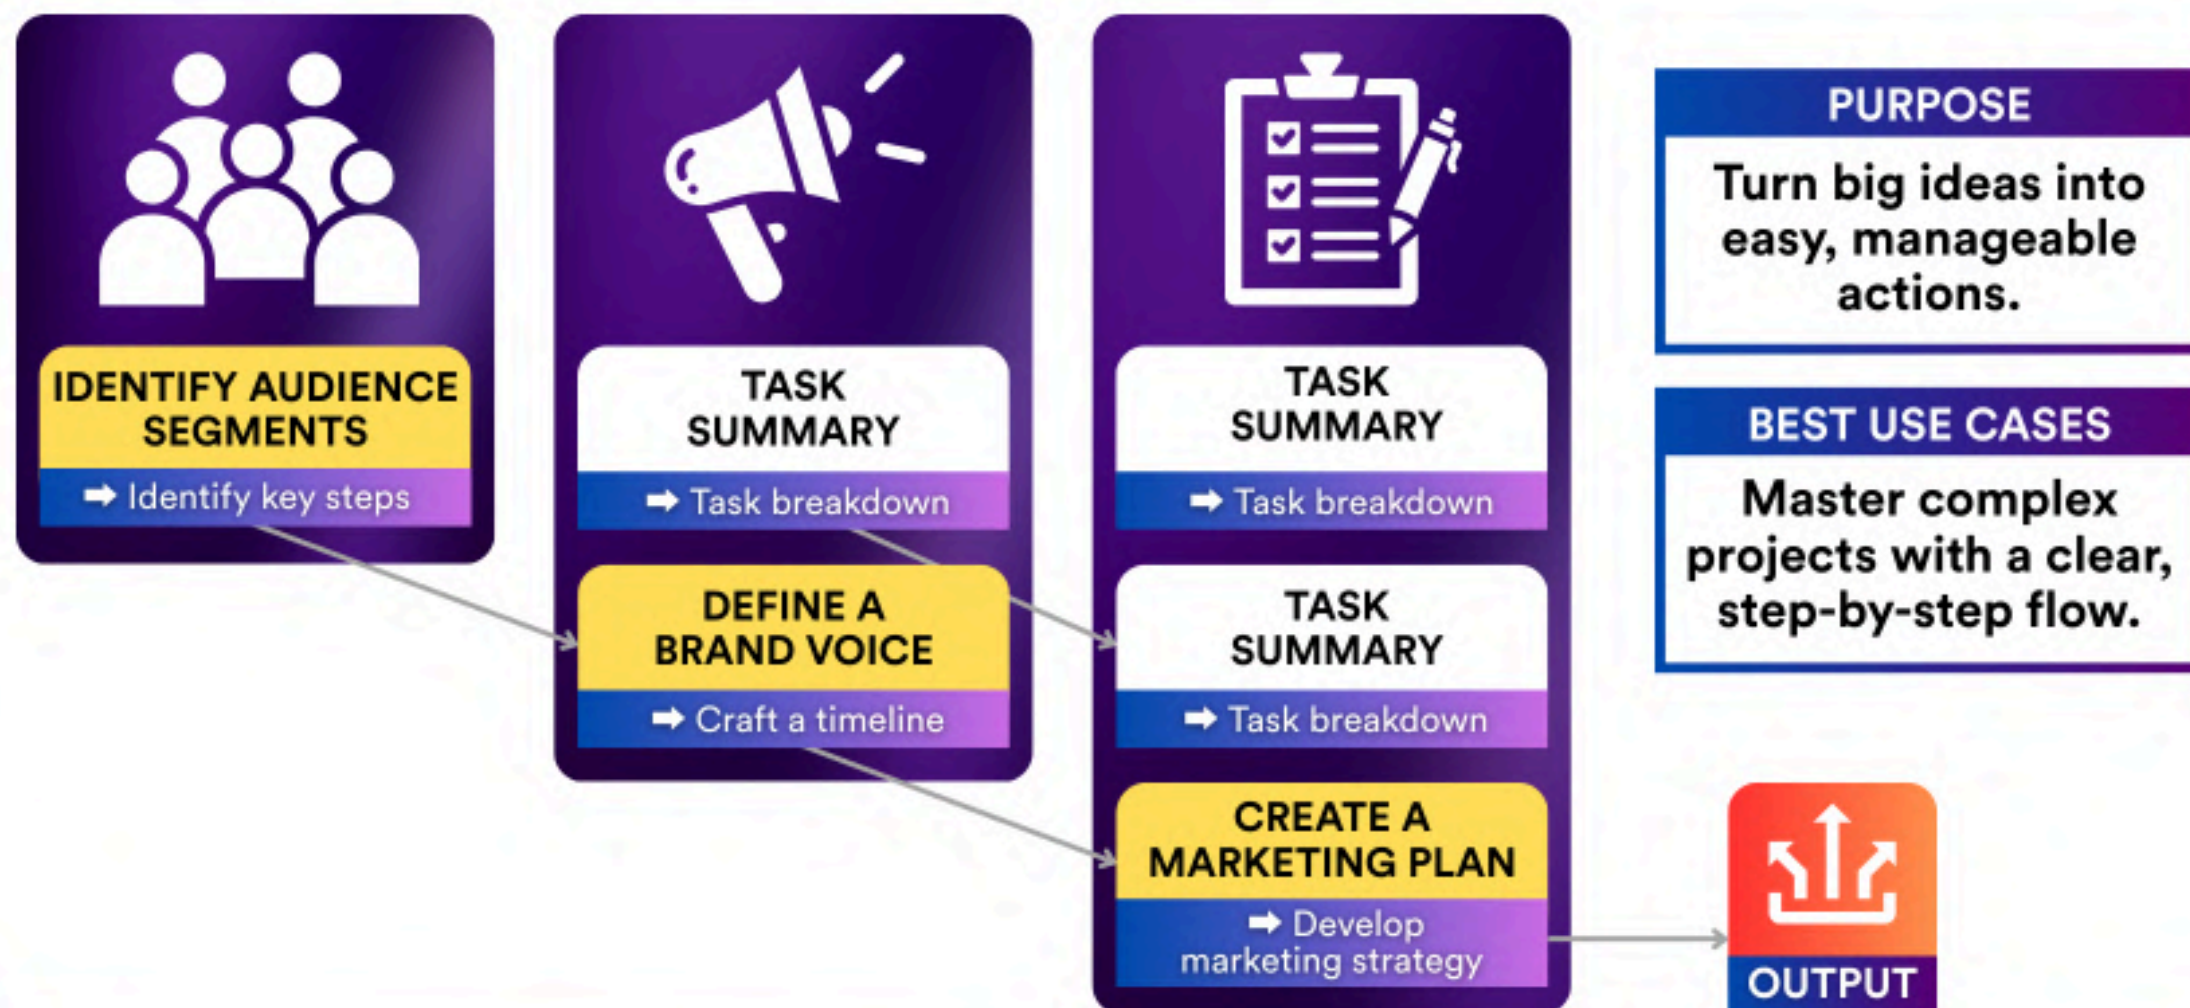 IDENTIFY AUDIENCE
SEGMENTS
➡ Identify key steps
TASK
SUMMARY
➡ Task breakdown
DEFINE A
BRAND VOICE
➡ Craft a timeline
TASK
SUMMARY
➡ Task breakdown
TASK
SUMMARY
➡ Task breakdown
CREATE A
MARKETING PLAN
➡ Develop
marketing strategy
PURPOSE
Turn big ideas into
easy, manageable
actions.
BEST USE CASES
Master complex
projects with a clear,
step-by-step flow.
OUTPUT